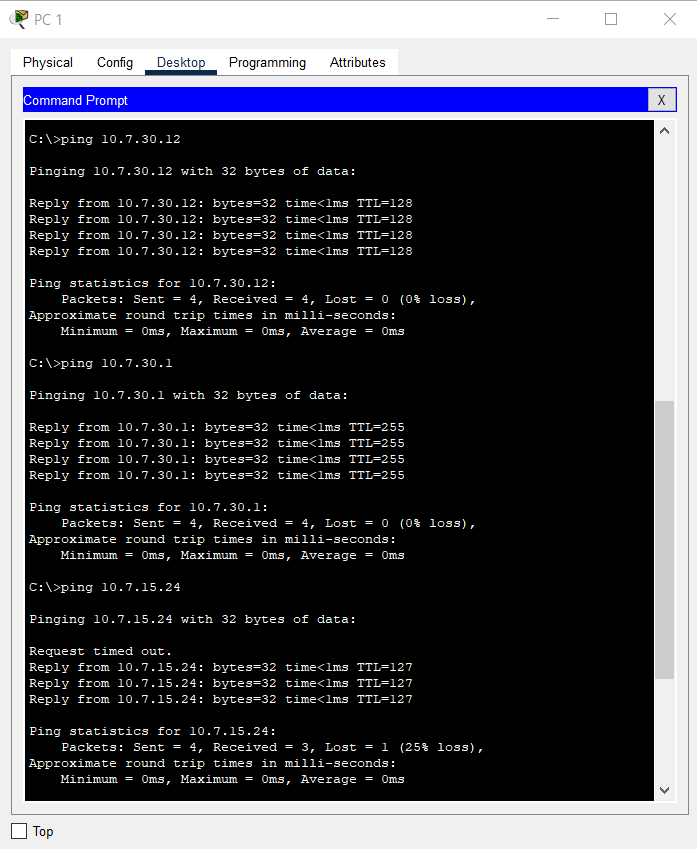 PC 1
Physical Config Desktop Programming Attributes
Command Prompt X
C:\>ping 10.7.30.12
Pinging 10.7.30.12 with 32 bytes of data:
Reply from 10.7.30.12: bytes=32 time<1ms TTL=128
Reply from 10.7.30.12: bytes=32 time<1ms TTL=128
Reply from 10.7.30.12: bytes=32 time<1ms TTL=128
Reply from 10.7.30.12: bytes=32 time<1ms TTL=128
Ping statistics for 10.7.30.12:
    Packets: Sent = 4, Received = 4, Lost = 0 (0% loss),
Approximate round trip times in milli-seconds:
    Minimum = 0ms, Maximum = 0ms, Average = 0ms
C:\>ping 10.7.30.1
Pinging 10.7.30.1 with 32 bytes of data:
Reply from 10.7.30.1: bytes=32 time<1ms TTL=255
Reply from 10.7.30.1: bytes=32 time<1ms TTL=255
Reply from 10.7.30.1: bytes=32 time<1ms TTL=255
Reply from 10.7.30.1: bytes=32 time<1ms TTL=255
Ping statistics for 10.7.30.1:
    Packets: Sent = 4, Received = 4, Lost = 0 (0% loss),
Approximate round trip times in milli-seconds:
    Minimum = 0ms, Maximum = 0ms, Average = 0ms
C:\>ping 10.7.15.24
Pinging 10.7.15.24 with 32 bytes of data:
Request timed out.
Reply from 10.7.15.24: bytes=32 time<1ms TTL=127
Reply from 10.7.15.24: bytes=32 time<1ms TTL=127
Reply from 10.7.15.24: bytes=32 time<1ms TTL=127
Ping statistics for 10.7.15.24:
    Packets: Sent = 4, Received = 3, Lost = 1 (25% loss),
Approximate round trip times in milli-seconds:
    Minimum = 0ms, Maximum = 0ms, Average = 0ms
Top